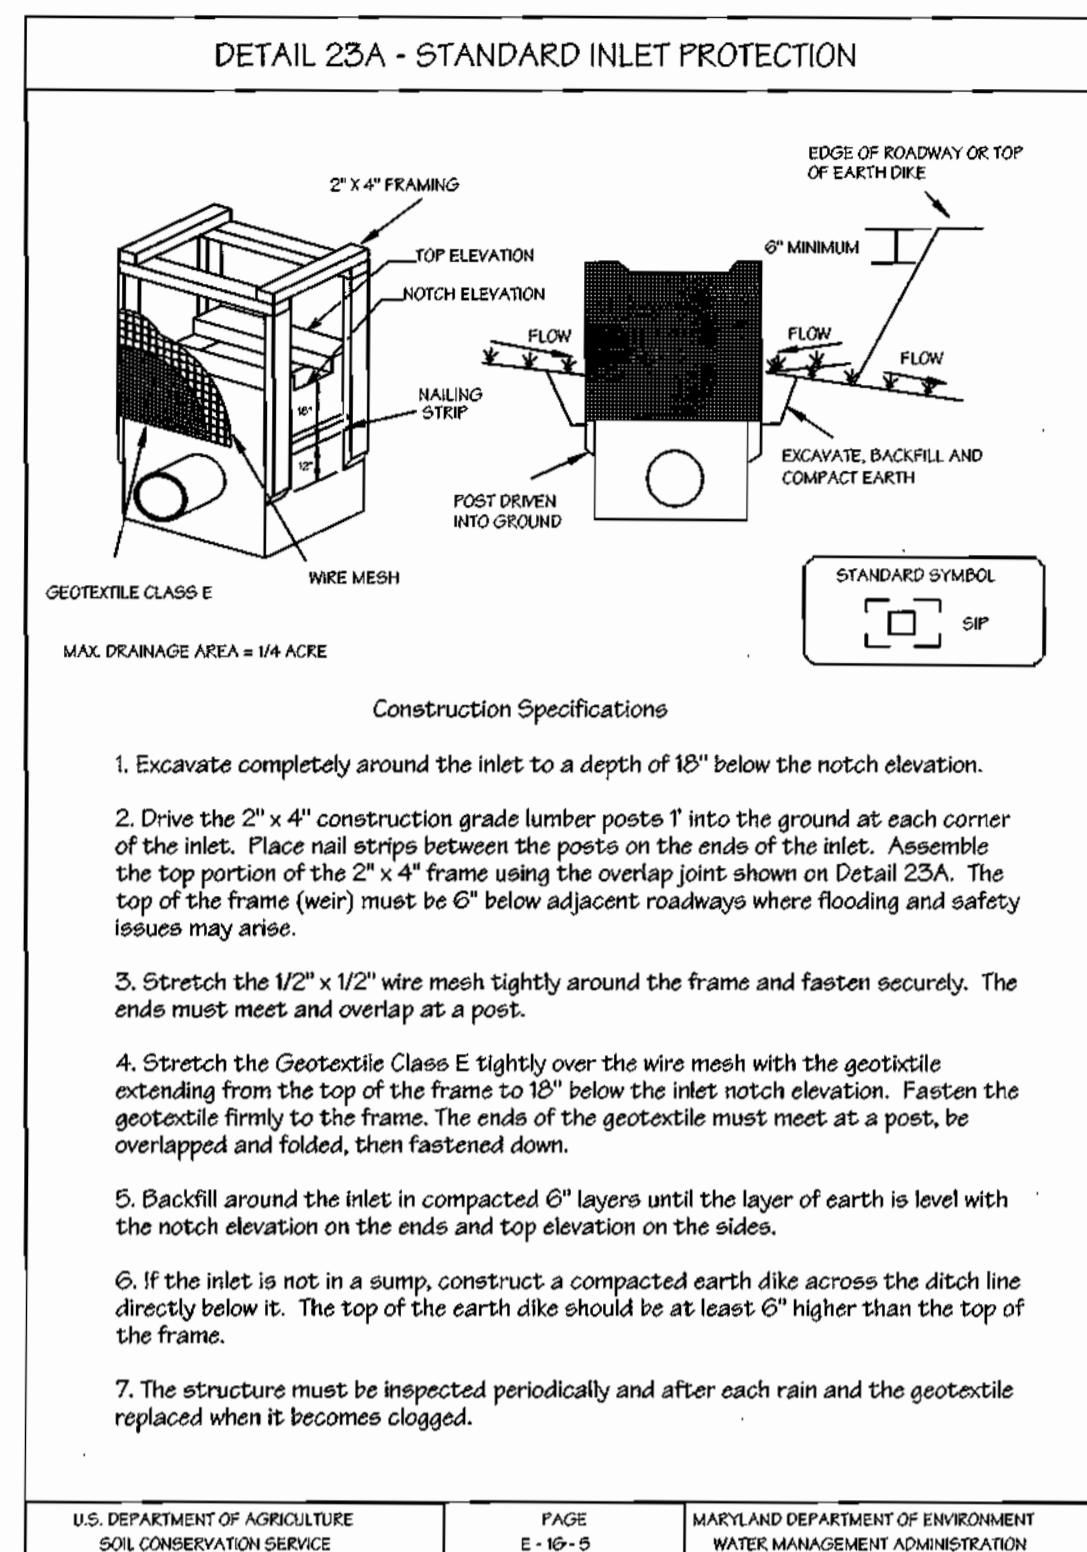 DETAIL 23A - STANDARD INLET PROTECTION
EDGE OF ROADWAY OR TOP
OF EARTH DIKE
2" X 4" FRAMING
6" MINIMUM
TOP ELEVATION
NOTCH ELEVATION
FLOW
FLOW
FLOW
NAILING
STRIP
18"
12"
EXCAVATE, BACKFILL AND
COMPACT EARTH
POST DRIVEN
INTO GROUND
WIRE MESH
GEOTEXTILE CLASS E
STANDARD SYMBOL
SIP
MAX. DRAINAGE AREA = 1/4 ACRE
Construction Specifications
1. Excavate completely around the inlet to a depth of 18" below the notch elevation.
2. Drive the 2" x 4" construction grade lumber posts 1' into the ground at each corner
of the inlet. Place nail strips between the posts on the ends of the inlet. Assemble
the top portion of the 2" x 4" frame using the overlap joint shown on Detail 23A. The
top of the frame (weir) must be 6" below adjacent roadways where flooding and safety
issues may arise.
3. Stretch the 1/2" x 1/2" wire mesh tightly around the frame and fasten securely. The
ends must meet and overlap at a post.
4. Stretch the Geotextile Class E tightly over the wire mesh with the geotixtile
extending from the top of the frame to 18" below the inlet notch elevation. Fasten the
geotextile firmly to the frame. The ends of the geotextile must meet at a post, be
overlapped and folded, then fastened down.
5. Backfill around the inlet in compacted 6" layers until the layer of earth is level with
the notch elevation on the ends and top elevation on the sides.
6. If the inlet is not in a sump, construct a compacted earth dike across the ditch line
directly below it. The top of the earth dike should be at least 6" higher than the top of
the frame.
7. The structure must be inspected periodically and after each rain and the geotextile
replaced when it becomes clogged.
U.S. DEPARTMENT OF AGRICULTURE
SOIL CONSERVATION SERVICE
PAGE
E - 16 - 5
MARYLAND DEPARTMENT OF ENVIRONMENT
WATER MANAGEMENT ADMINISTRATION